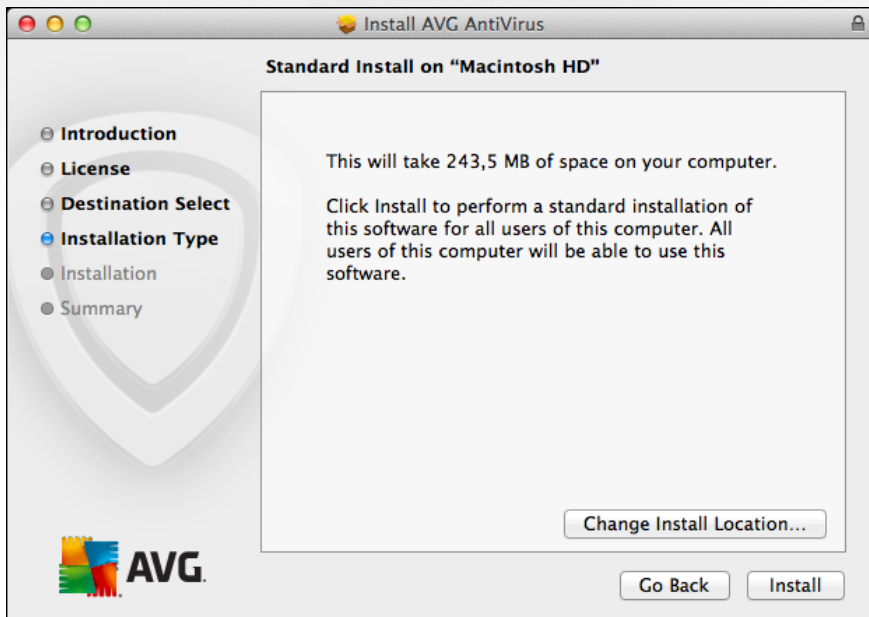 Install AVG AntiVirus
Standard Install on “Macintosh HD”
Introduction
License
Destination Select
Installation Type
Installation
Summary
This will take 243,5 MB of space on your computer.
Click Install to perform a standard installation of
this software for all users of this computer. All
users of this computer will be able to use this
software.
Change Install Location...
AVG.
Go Back
Install